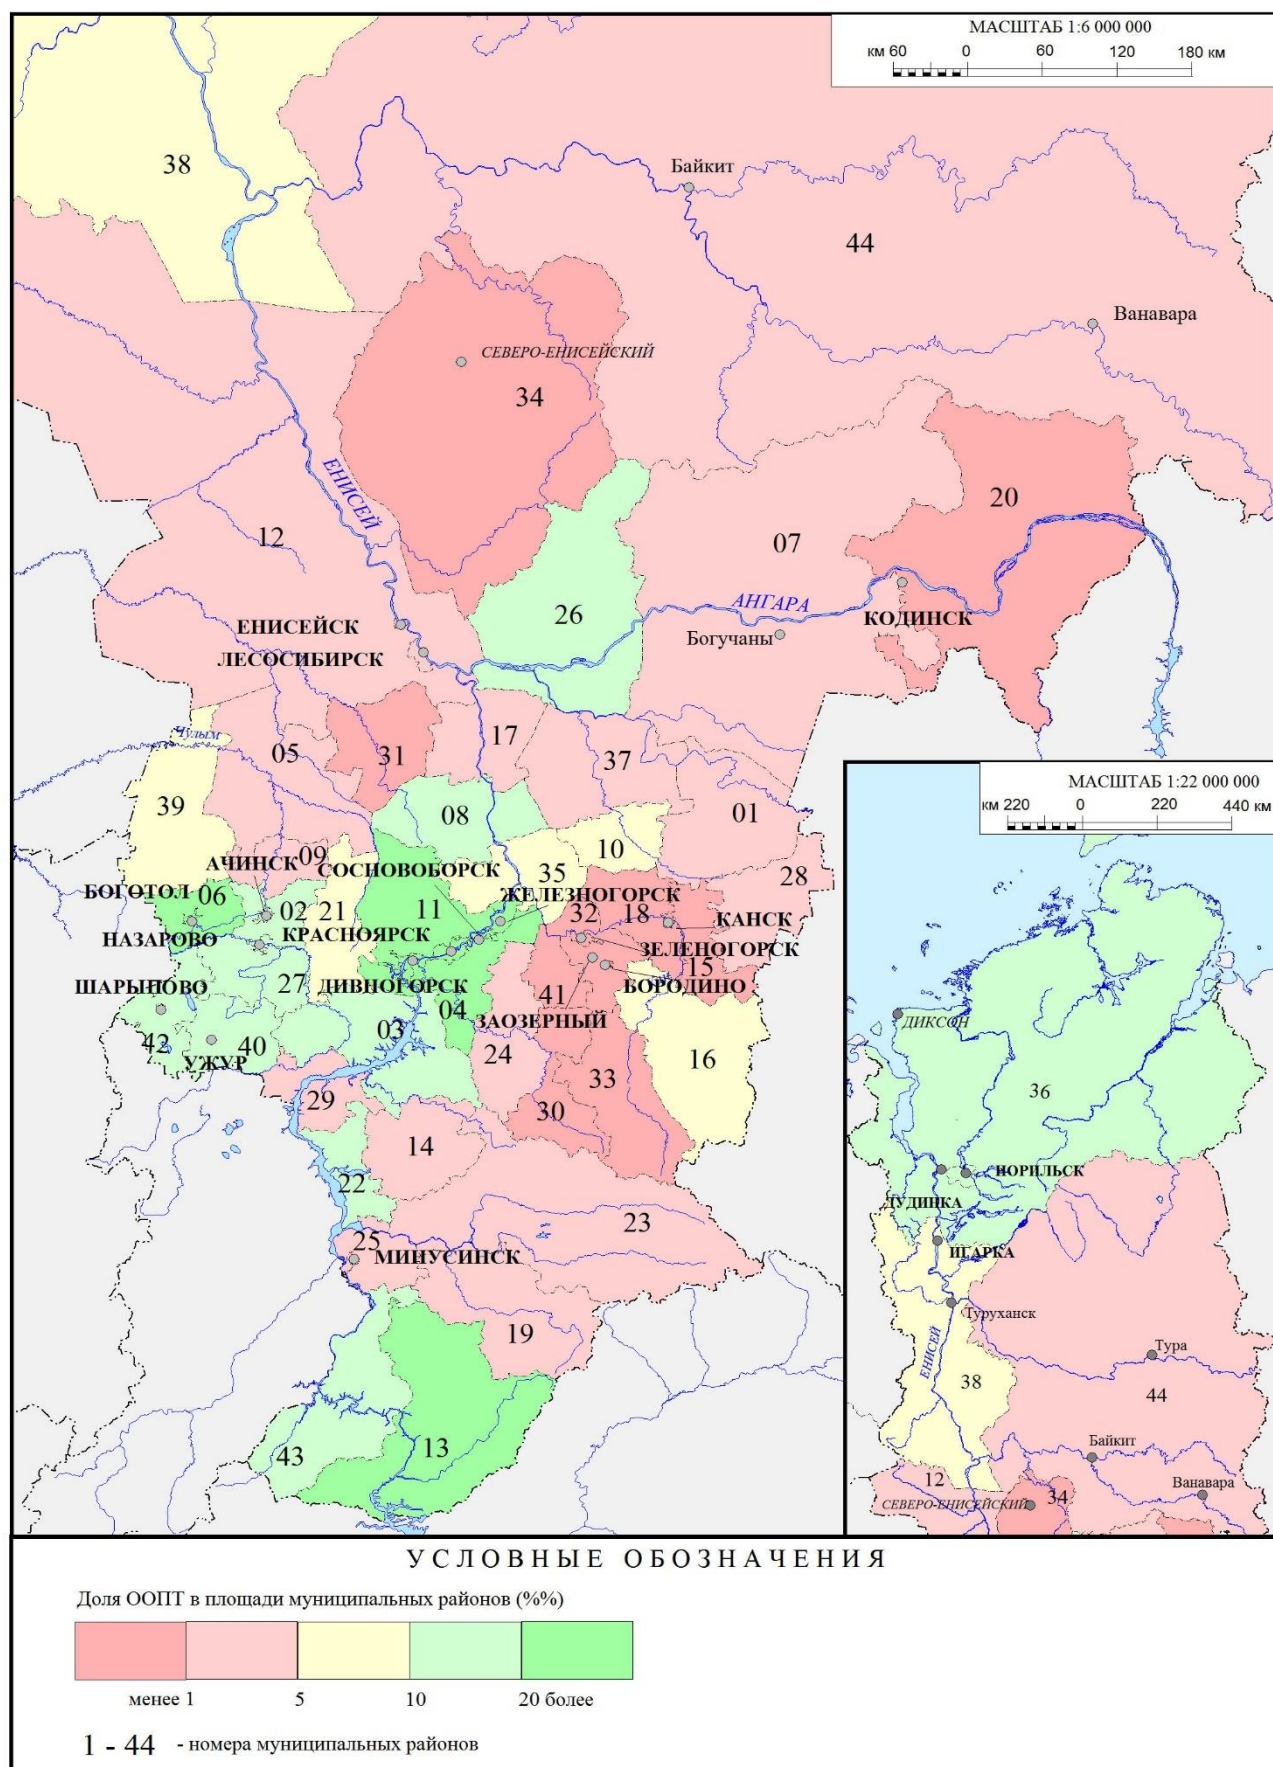 МАСШТАБ 1:6 000 000
км 60 0 60 120 180 км
38
Байкит
44
Ванавара
СЕВЕРО-ЕНИСЕЙСКИЙ
34
ЕНИСЕЙ
20
12
07
26
АНГАРА
КОДИНСК
ЕНИСЕЙСК
Богучаны
ЛЕСОСИБИРСК
Чулым
05
31
17
37
39
08
01
МАСШТАБ 1:22 000 000
км 220 0 220 440 км
АЧИНСК
09
СОСНОВОБОРСК
35
10
28
БОГОТОЛ
06
02
21
11
ЖЕЛЕЗНОГОРСК
32
18
КАНСК
НАЗАРОВО
КРАСНОЯРСК
ЗЕЛЕНОГОРСК
15
ШАРЫПОВО
27
ДИВНОГОРСК
41
БОРОДИНО
04
ЗАОЗЕРНЫЙ
03
42
УЖУР
40
24
16
29
33
30
14
22
23
25
МИНУСИНСК
19
13
43
ДИКСОН
36
НОРИЛЬСК
ДУДИНКА
ИГАРКА
Туруханск
ЕНИСЕЙ
Тура
38
44
Байкит
12
Ванавара
СЕВЕРО-ЕНИСЕЙСКИЙ
34
УСЛОВНЫЕ ОБОЗНАЧЕНИЯ
Доля ООПТ в площади муниципальных районов (%%)
менее 1 5 10 20 более
1 - 44 - номера муниципальных районов